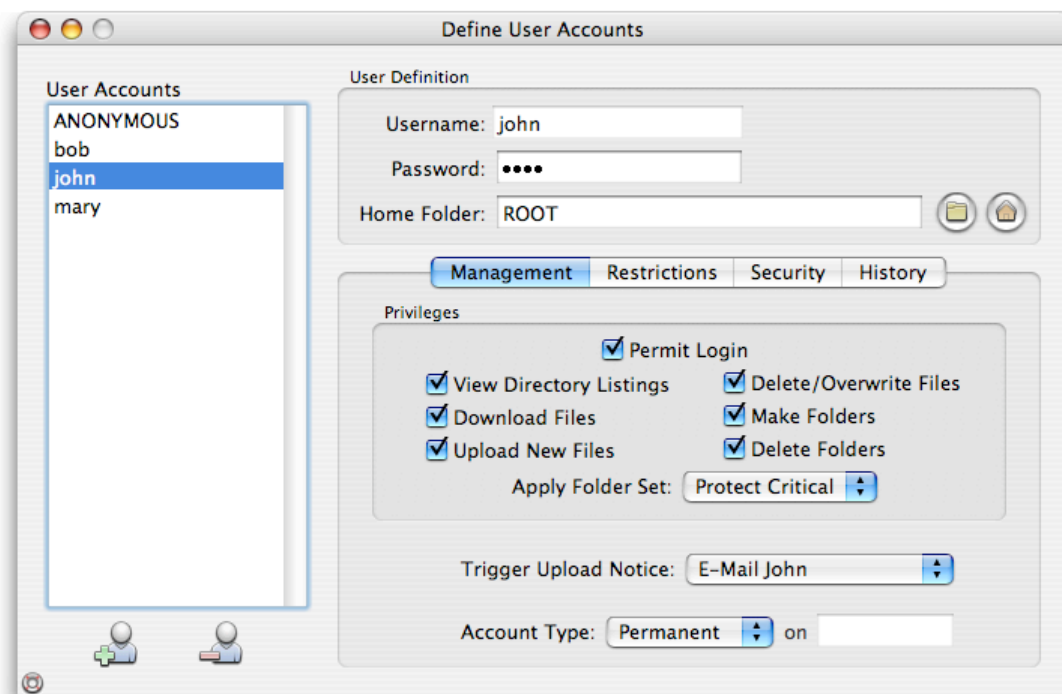 Define User Accounts
User Accounts
ANONYMOUS
bob
john
mary
User Definition
Username: john
Password: ••••
Home Folder: ROOT
Management Restrictions Security History
Privileges
Permit Login
View Directory Listings Delete/Overwrite Files
Download Files Make Folders
Upload New Files Delete Folders
Apply Folder Set: Protect Critical
Trigger Upload Notice: E-Mail John
Account Type: Permanent on